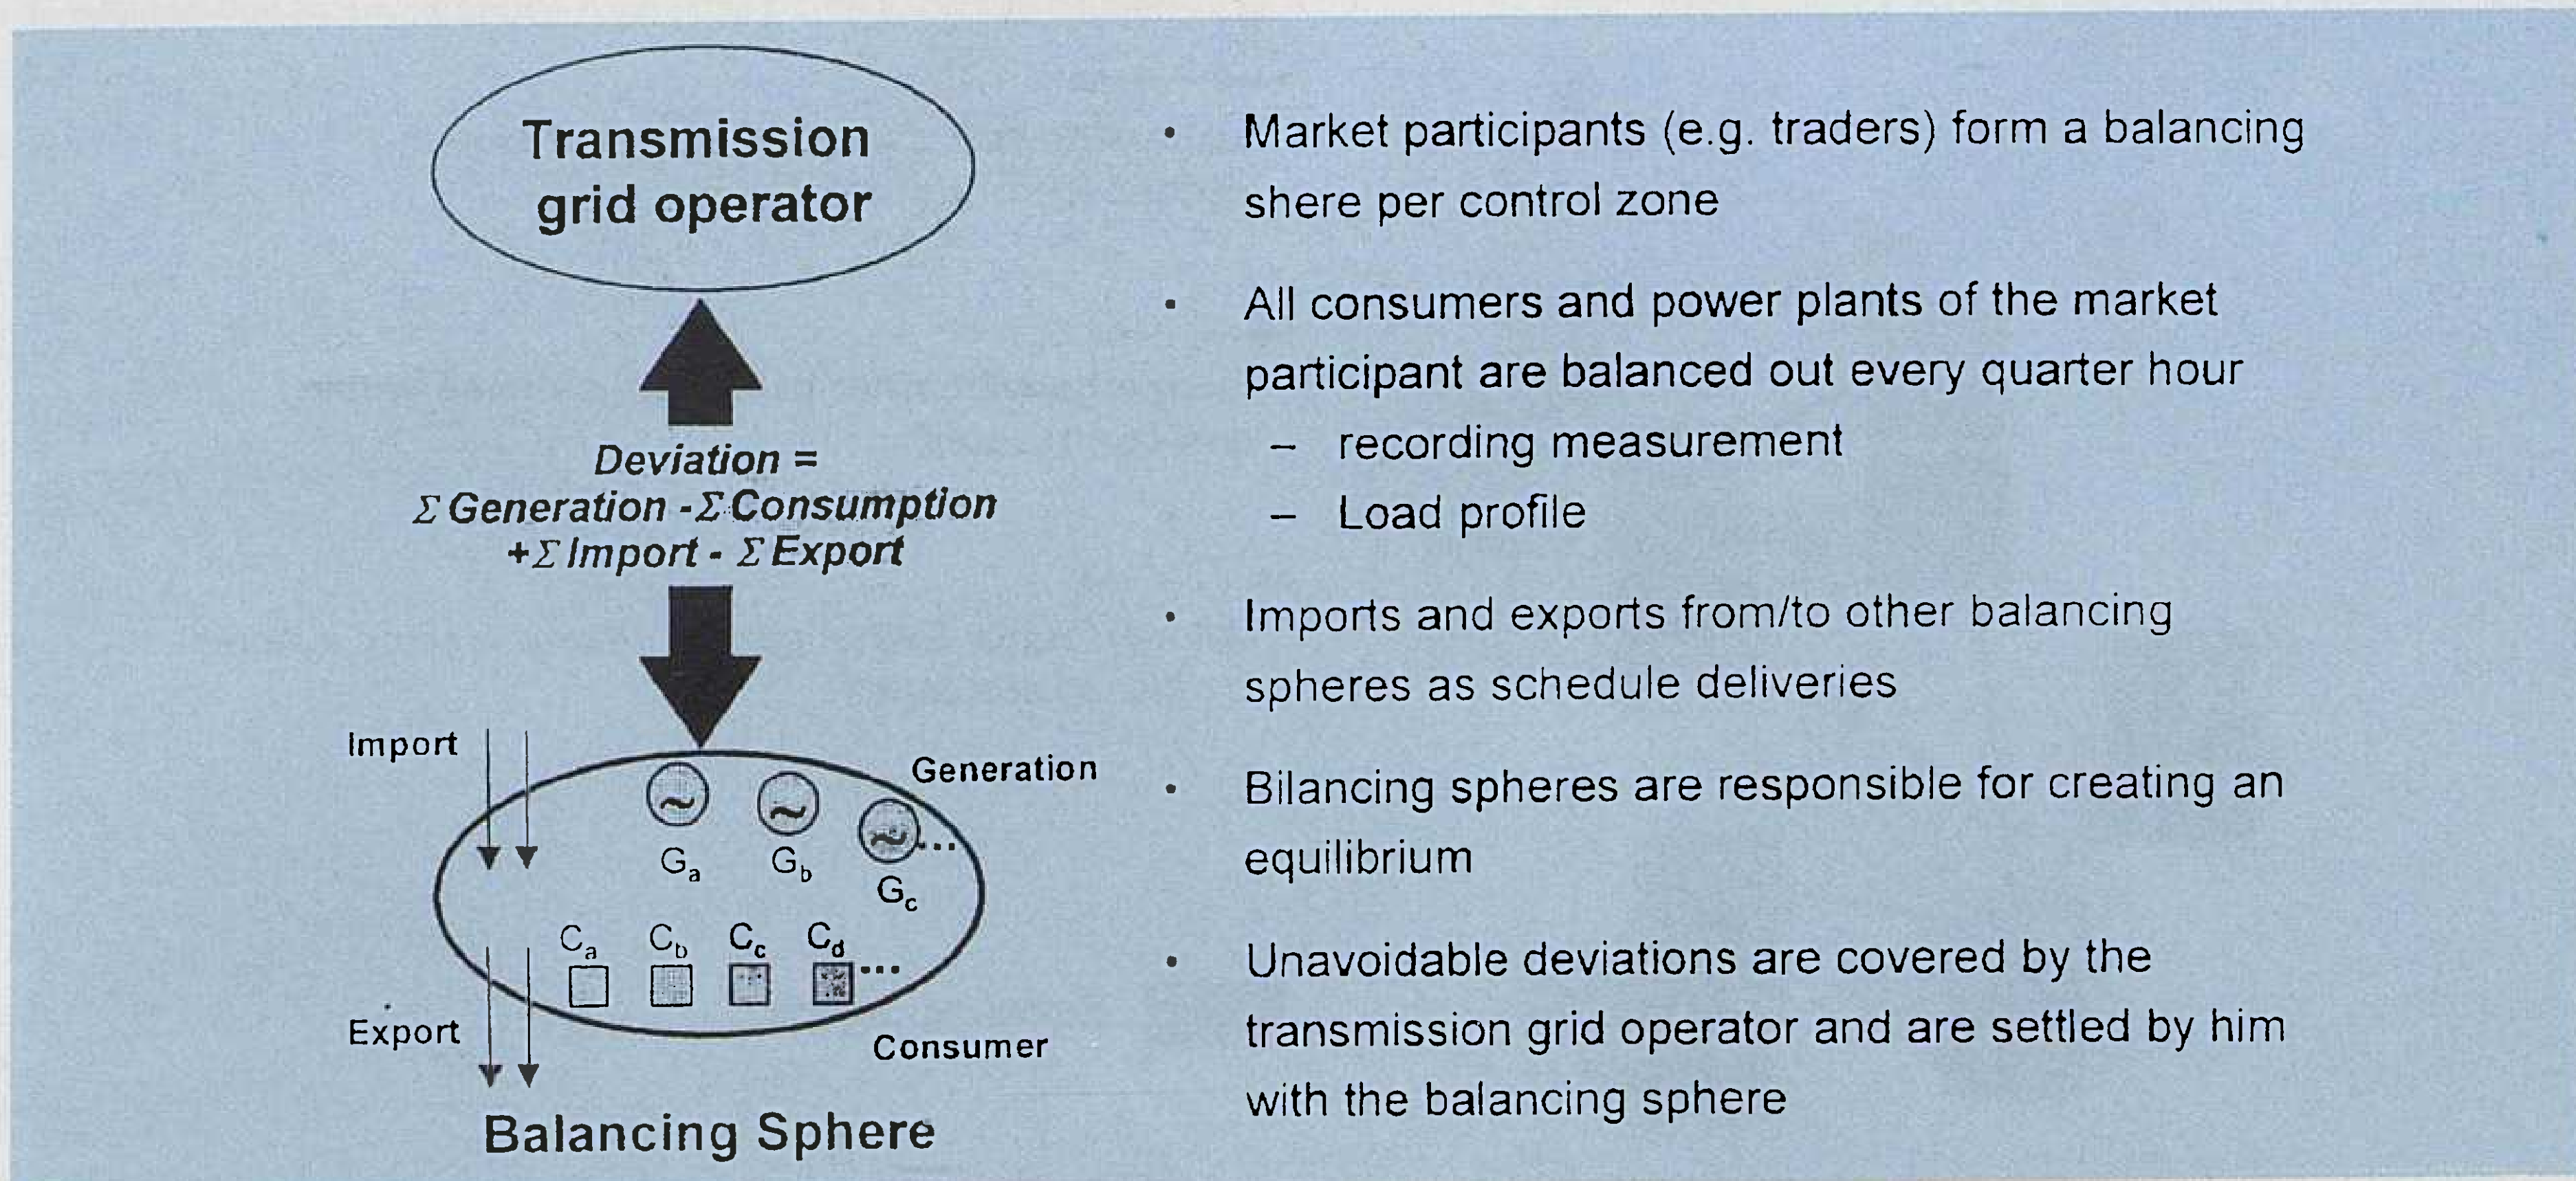 Transmission
grid operator
Deviation =
Σ Generation -Σ Consumption
+Σ Import - Σ Export
Import
Generation
Ga
Gb
Gc
...
Ca
Cb
Cc
Cd
...
Export
Consumer
Balancing Sphere
• Market participants (e.g. traders) form a balancing
shere per control zone
• All consumers and power plants of the market
participant are balanced out every quarter hour
– recording measurement
– Load profile
• Imports and exports from/to other balancing
spheres as schedule deliveries
• Bilancing spheres are responsible for creating an
equilibrium
• Unavoidable deviations are covered by the
transmission grid operator and are settled by him
with the balancing sphere